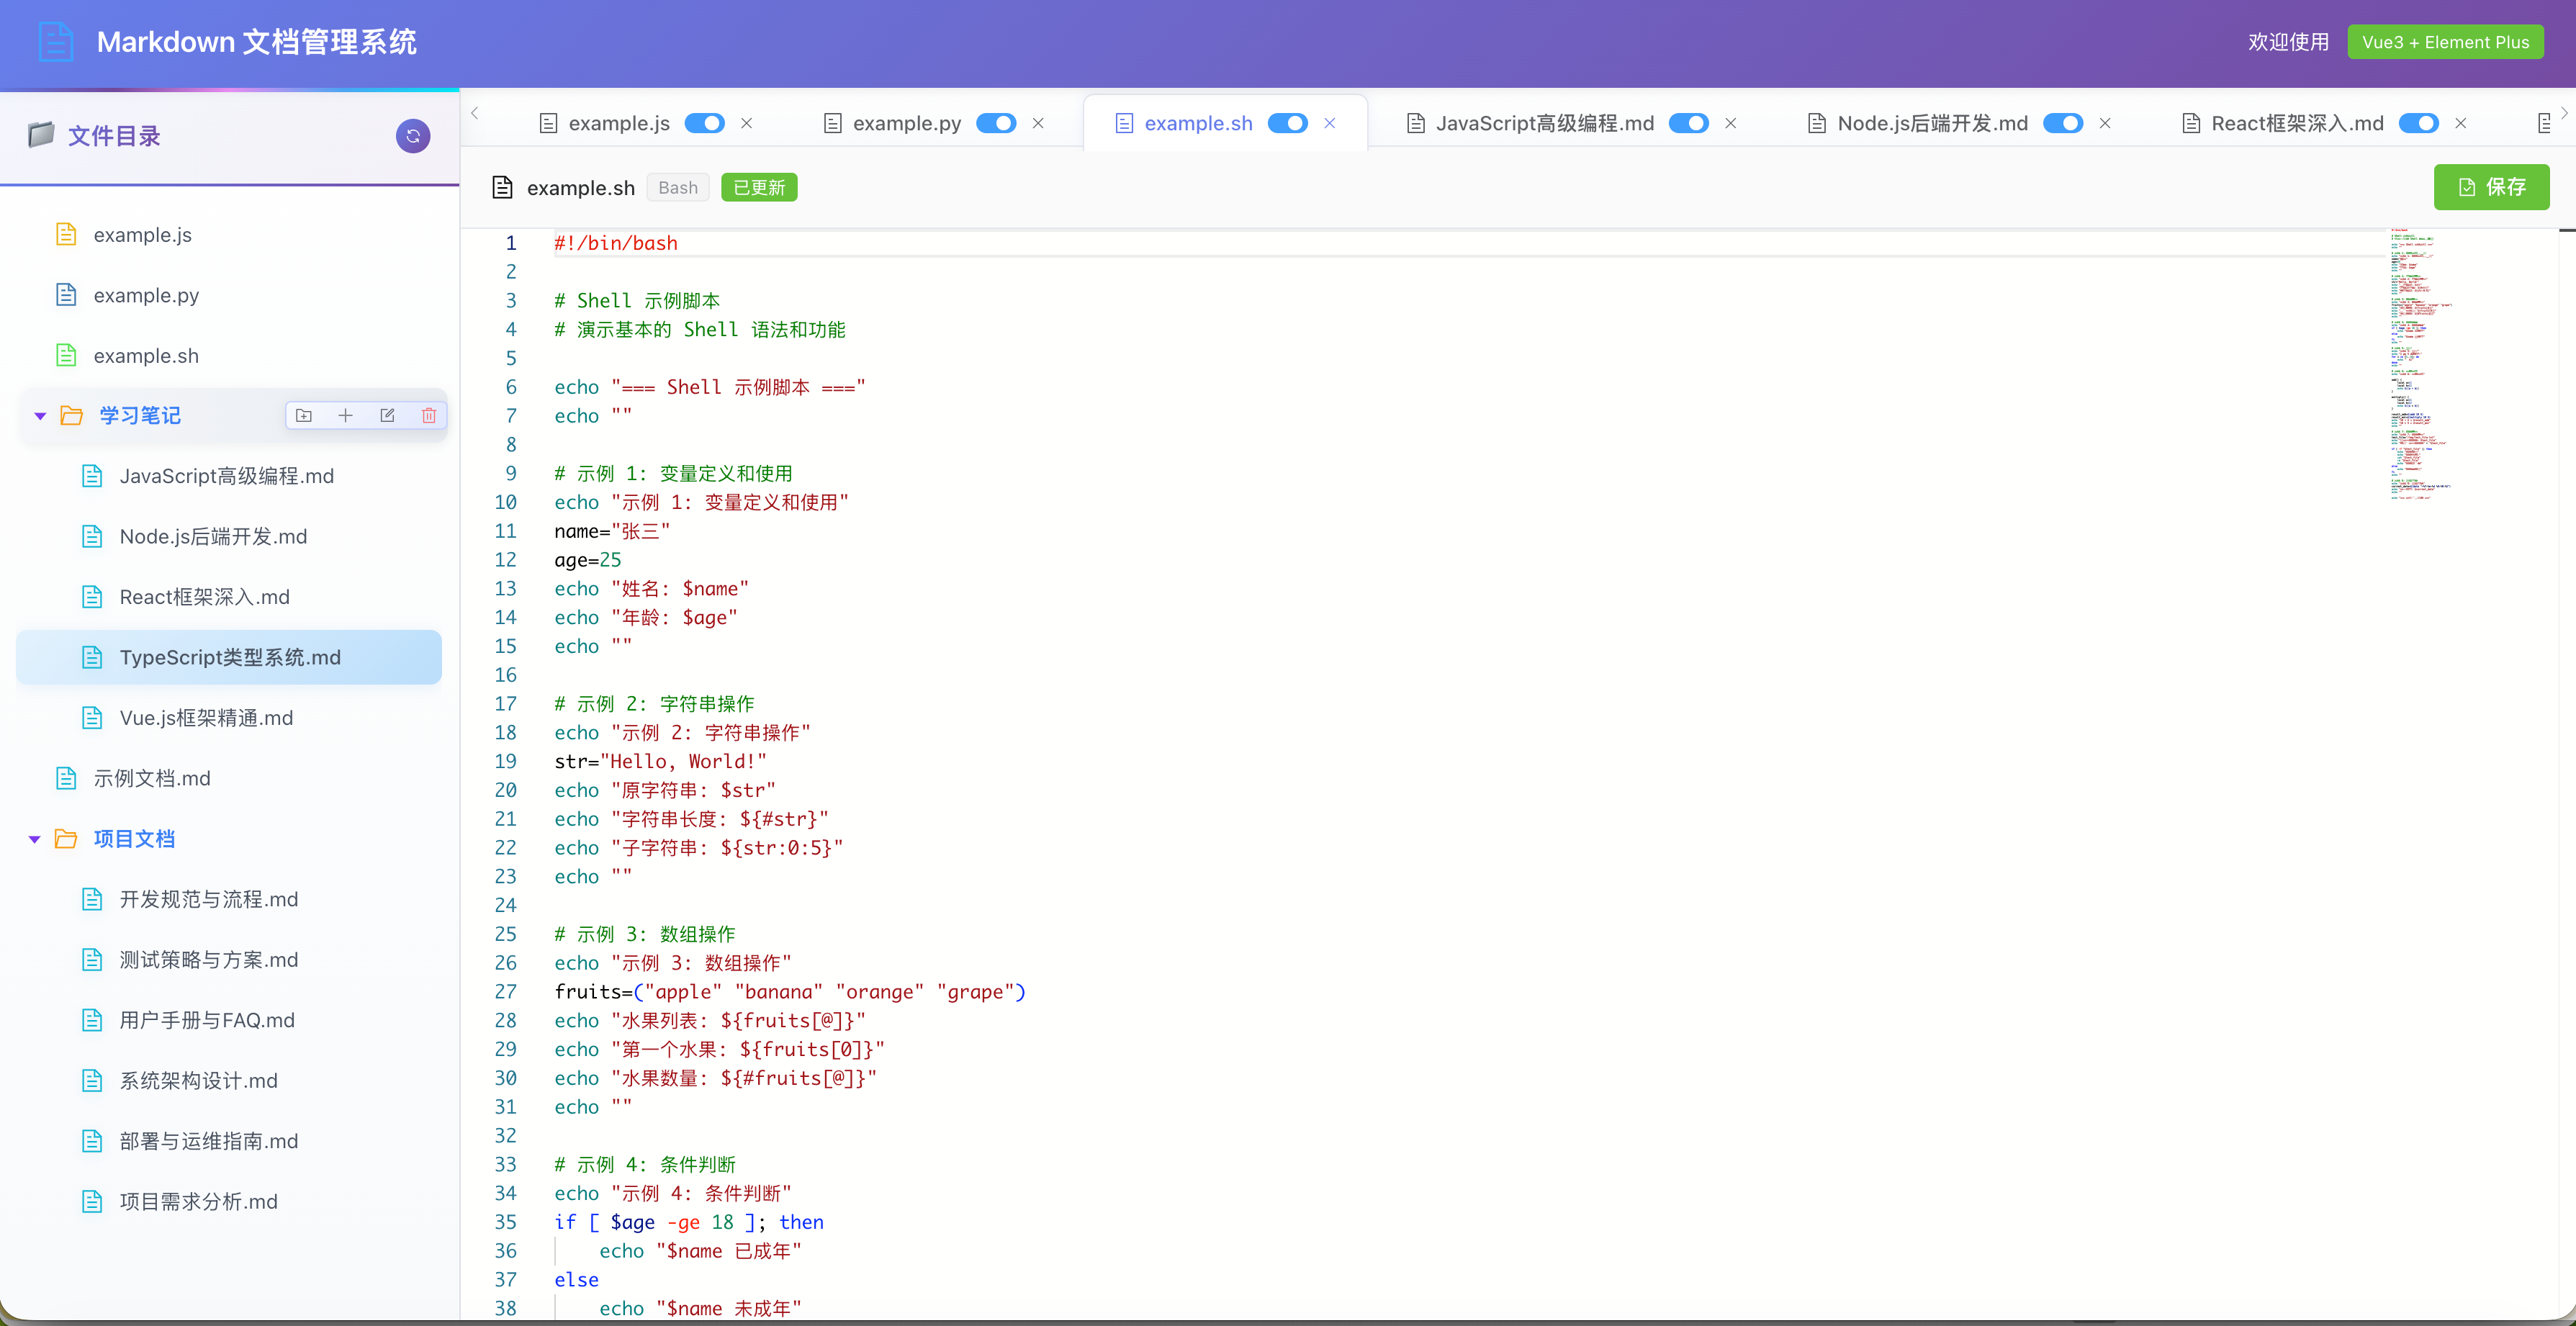 Markdown 文档管理系统
欢迎使用 Vue3 + Element Plus
文件目录
example.js
example.py
example.sh
学习笔记
JavaScript高级编程.md
Node.js后端开发.md
React框架深入.md
TypeScript类型系统.md
Vue.js框架精通.md
示例文档.md
项目文档
开发规范与流程.md
测试策略与方案.md
用户手册与FAQ.md
系统架构设计.md
部署与运维指南.md
项目需求分析.md
example.js example.py example.sh JavaScript高级编程.md Node.js后端开发.md React框架深入.md
example.sh Bash 已更新 保存
1 #!/bin/bash
2
3 # Shell 示例脚本
4 # 演示基本的 Shell 语法和功能
5
6 echo "=== Shell 示例脚本 ==="
7 echo ""
8
9 # 示例 1: 变量定义和使用
10 echo "示例 1: 变量定义和使用"
11 name="张三"
12 age=25
13 echo "姓名: $name"
14 echo "年龄: $age"
15 echo ""
16
17 # 示例 2: 字符串操作
18 echo "示例 2: 字符串操作"
19 str="Hello, World!"
20 echo "原字符串: $str"
21 echo "字符串长度: ${#str}"
22 echo "子字符串: ${str:0:5}"
23 echo ""
24
25 # 示例 3: 数组操作
26 echo "示例 3: 数组操作"
27 fruits=("apple" "banana" "orange" "grape")
28 echo "水果列表: ${fruits[@]}"
29 echo "第一个水果: ${fruits[0]}"
30 echo "水果数量: ${#fruits[@]}"
31 echo ""
32
33 # 示例 4: 条件判断
34 echo "示例 4: 条件判断"
35 if [ $age -ge 18 ]; then
36 echo "$name 已成年"
37 else
38 echo "$name 未成年"